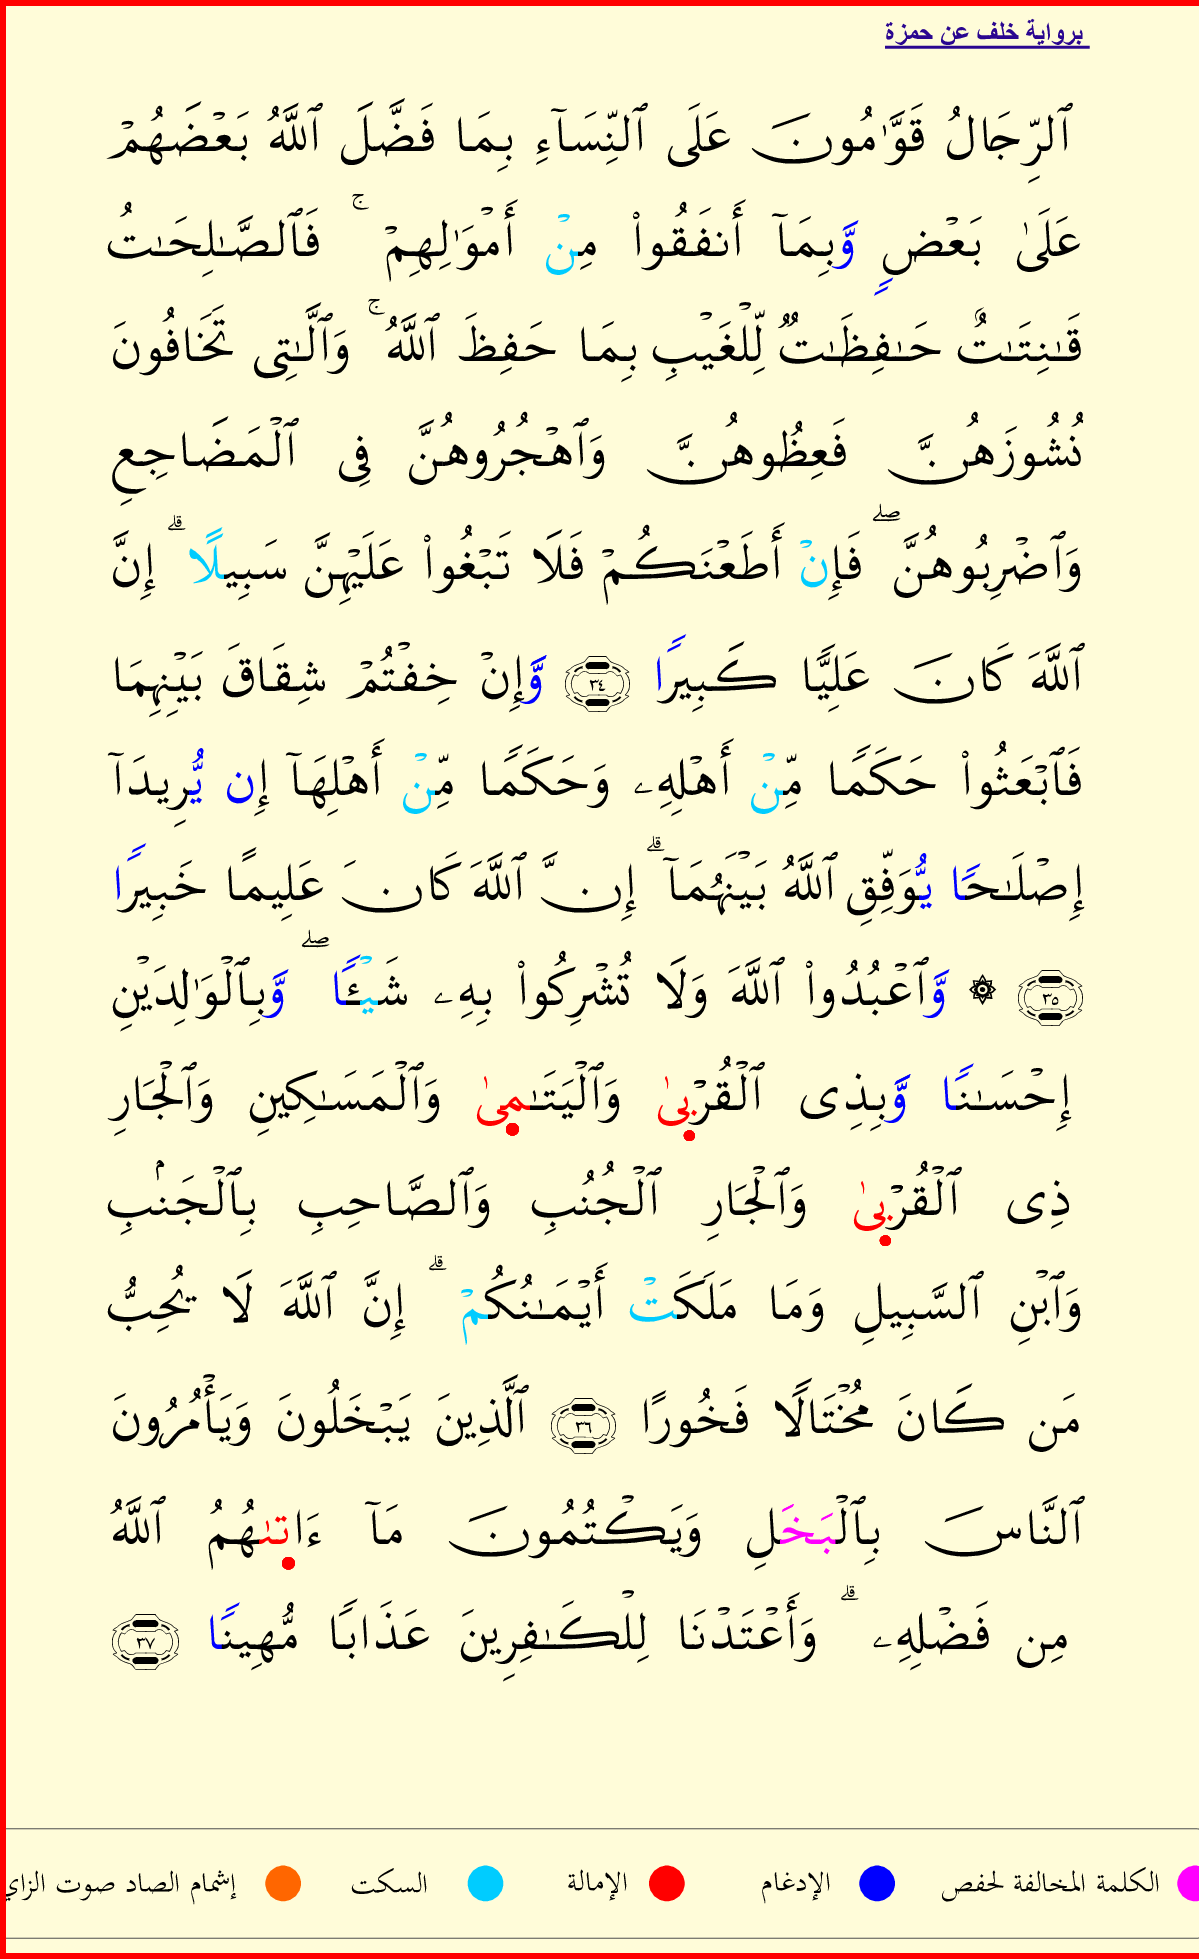 برواية خلف عن حمزة
ٱلرِّجَالُ قَوَّٰمُونَ عَلَى ٱلنِّسَآءِ بِمَا فَضَّلَ ٱللَّهُ بَعْضَهُمْ
عَلَىٰ بَعْضٍ وَّبِمَآ أَنفَقُوا۟ مِنْ أَمْوَٰلِهِمْ ۚ فَٱلصَّـٰلِحَـٰتُ
قَـٰنِتَـٰتٌ حَـٰفِظَـٰتٌ لِّلْغَيْبِ بِمَا حَفِظَ ٱللَّهُ ۚ وَٱلَّـٰتِى تَخَافُونَ
نُشُوزَهُنَّ فَعِظُوهُنَّ وَٱهْجُرُوهُنَّ فِى ٱلْمَضَاجِعِ
وَٱضْرِبُوهُنَّ ۖ فَإِنْ أَطَعْنَكُمْ فَلَا تَبْغُوا۟ عَلَيْهِنَّ سَبِيلًا ۗ إِنَّ
ٱللَّهَ كَانَ عَلِيًّا كَبِيرًا ٣٤ وَّإِنْ خِفْتُمْ شِقَاقَ بَيْنِهِمَا
فَٱبْعَثُوا۟ حَكَمًا مِّنْ أَهْلِهِۦ وَحَكَمًا مِّنْ أَهْلِهَآ إِن يُّرِيدَآ
إِصْلَـٰحًا يُّوَفِّقِ ٱللَّهُ بَيْنَهُمَآ ۗ إِنَّ ٱللَّهَ كَانَ عَلِيمًا خَبِيرًا
٣٥ ۞ وَّٱعْبُدُوا۟ ٱللَّهَ وَلَا تُشْرِكُوا۟ بِهِۦ شَيْـًٔا ۖ وَّبِٱلْوَٰلِدَيْنِ
إِحْسَـٰنًا وَّبِذِى ٱلْقُرْبىٰ وَٱلْيَتَـٰمىٰ وَٱلْمَسَـٰكِينِ وَٱلْجَارِ
ذِى ٱلْقُرْبىٰ وَٱلْجَارِ ٱلْجُنُبِ وَٱلصَّاحِبِ بِٱلْجَنۢبِ
وَٱبْنِ ٱلسَّبِيلِ وَمَا مَلَكَتْ أَيْمَـٰنُكُمْ ۗ إِنَّ ٱللَّهَ لَا يُحِبُّ
مَن كَانَ مُخْتَالًا فَخُورًا ٣٦ ٱلَّذِينَ يَبْخَلُونَ وَيَأْمُرُونَ
ٱلنَّاسَ بِٱلْبَخَلِ وَيَكْتُمُونَ مَآ ءَاتىٰهُمُ ٱللَّهُ
مِن فَضْلِهِۦ ۗ وَأَعْتَدْنَا لِلْكَـٰفِرِينَ عَذَابًا مُّهِينًا ٣٧
الكلمة المخالفة لحفص الإدغام الإمالة السكت إشمام الصاد صوت الزاي